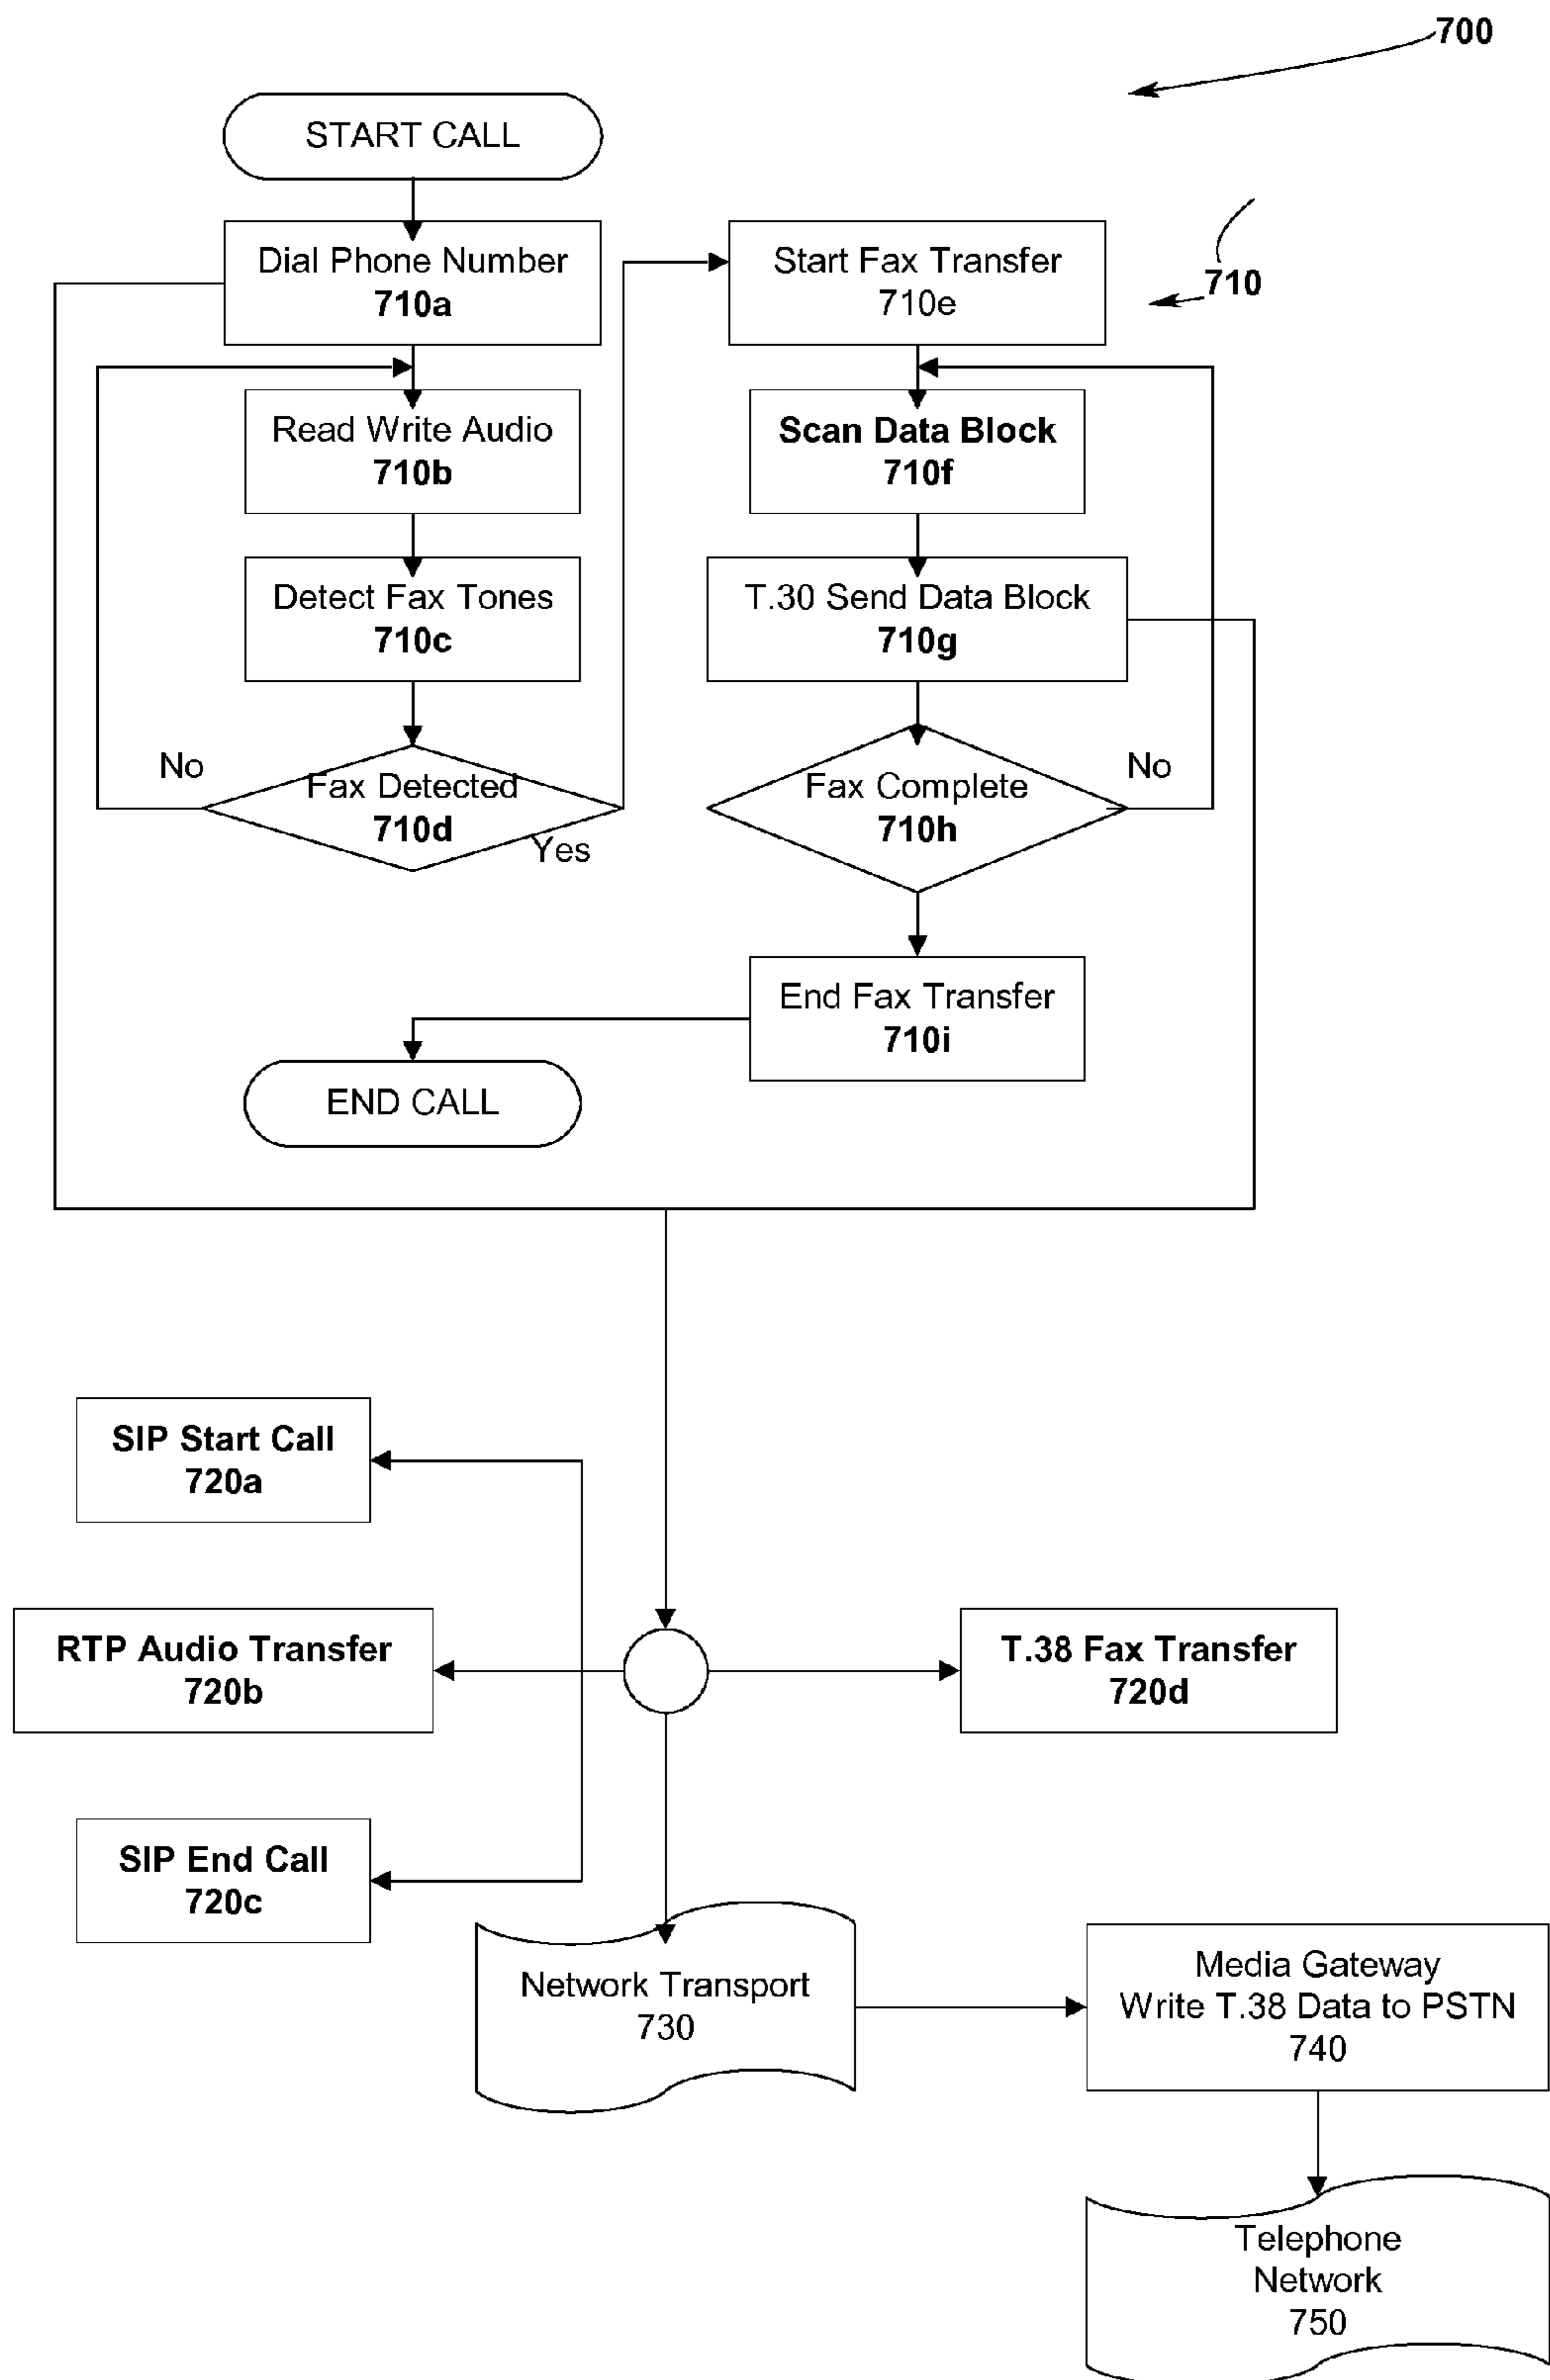 700
START CALL
Dial Phone Number
710a
Start Fax Transfer
710e
710
Read Write Audio
710b
Scan Data Block
710f
Detect Fax Tones
710c
T.30 Send Data Block
710g
No
Fax Detected
710d
Yes
Fax Complete
710h
No
End Fax Transfer
710i
END CALL
SIP Start Call
720a
RTP Audio Transfer
720b
T.38 Fax Transfer
720d
SIP End Call
720c
Network Transport
730
Media Gateway
Write T.38 Data to PSTN
740
Telephone
Network
750